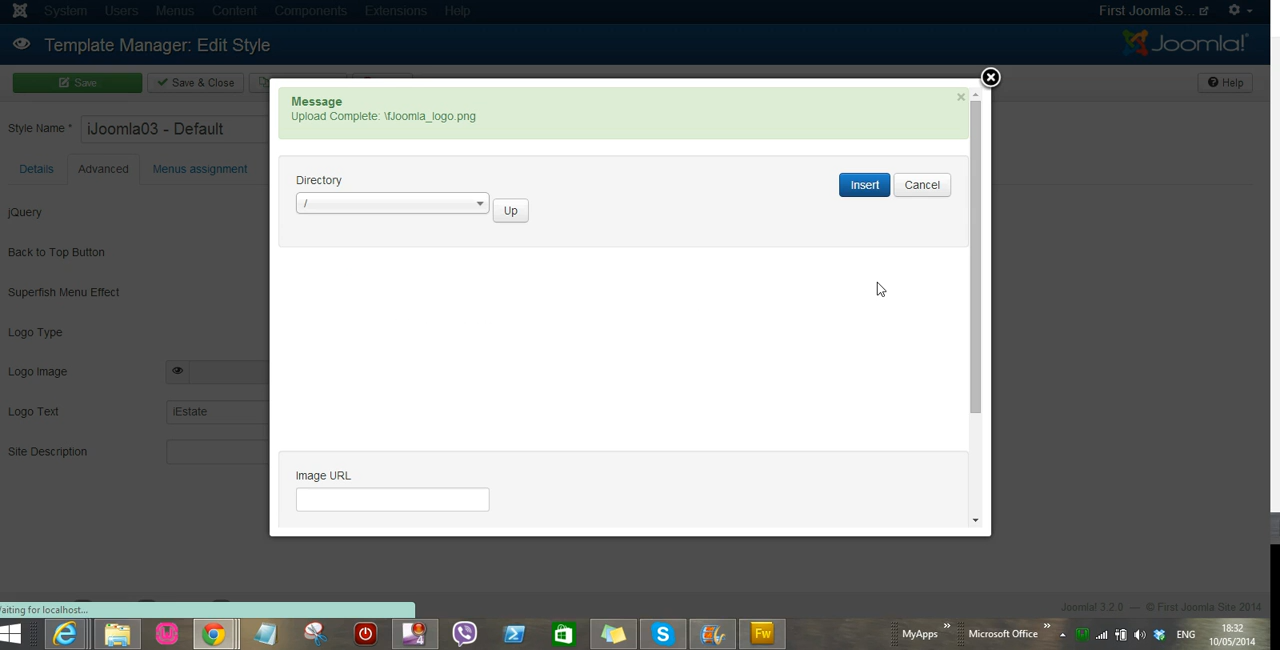 System Users Menus Content Components Extensions Help First Joomla S...
Template Manager: Edit Style Joomla!®
Save Save & Close Help
Style Name * iJoomla03 - Default
Details Advanced Menus assignment
jQuery
Back to Top Button
Superfish Menu Effect
Logo Type
Logo Image
Logo Text iEstate
Site Description
Message
Upload Complete: \fJoomla_logo.png
Directory
/ Up
Insert Cancel
Image URL
aiting for localhost...
Joomla! 3.2.0 — © First Joomla Site 2014
Fw
MyApps Microsoft Office ENG 18:32
10/05/2014